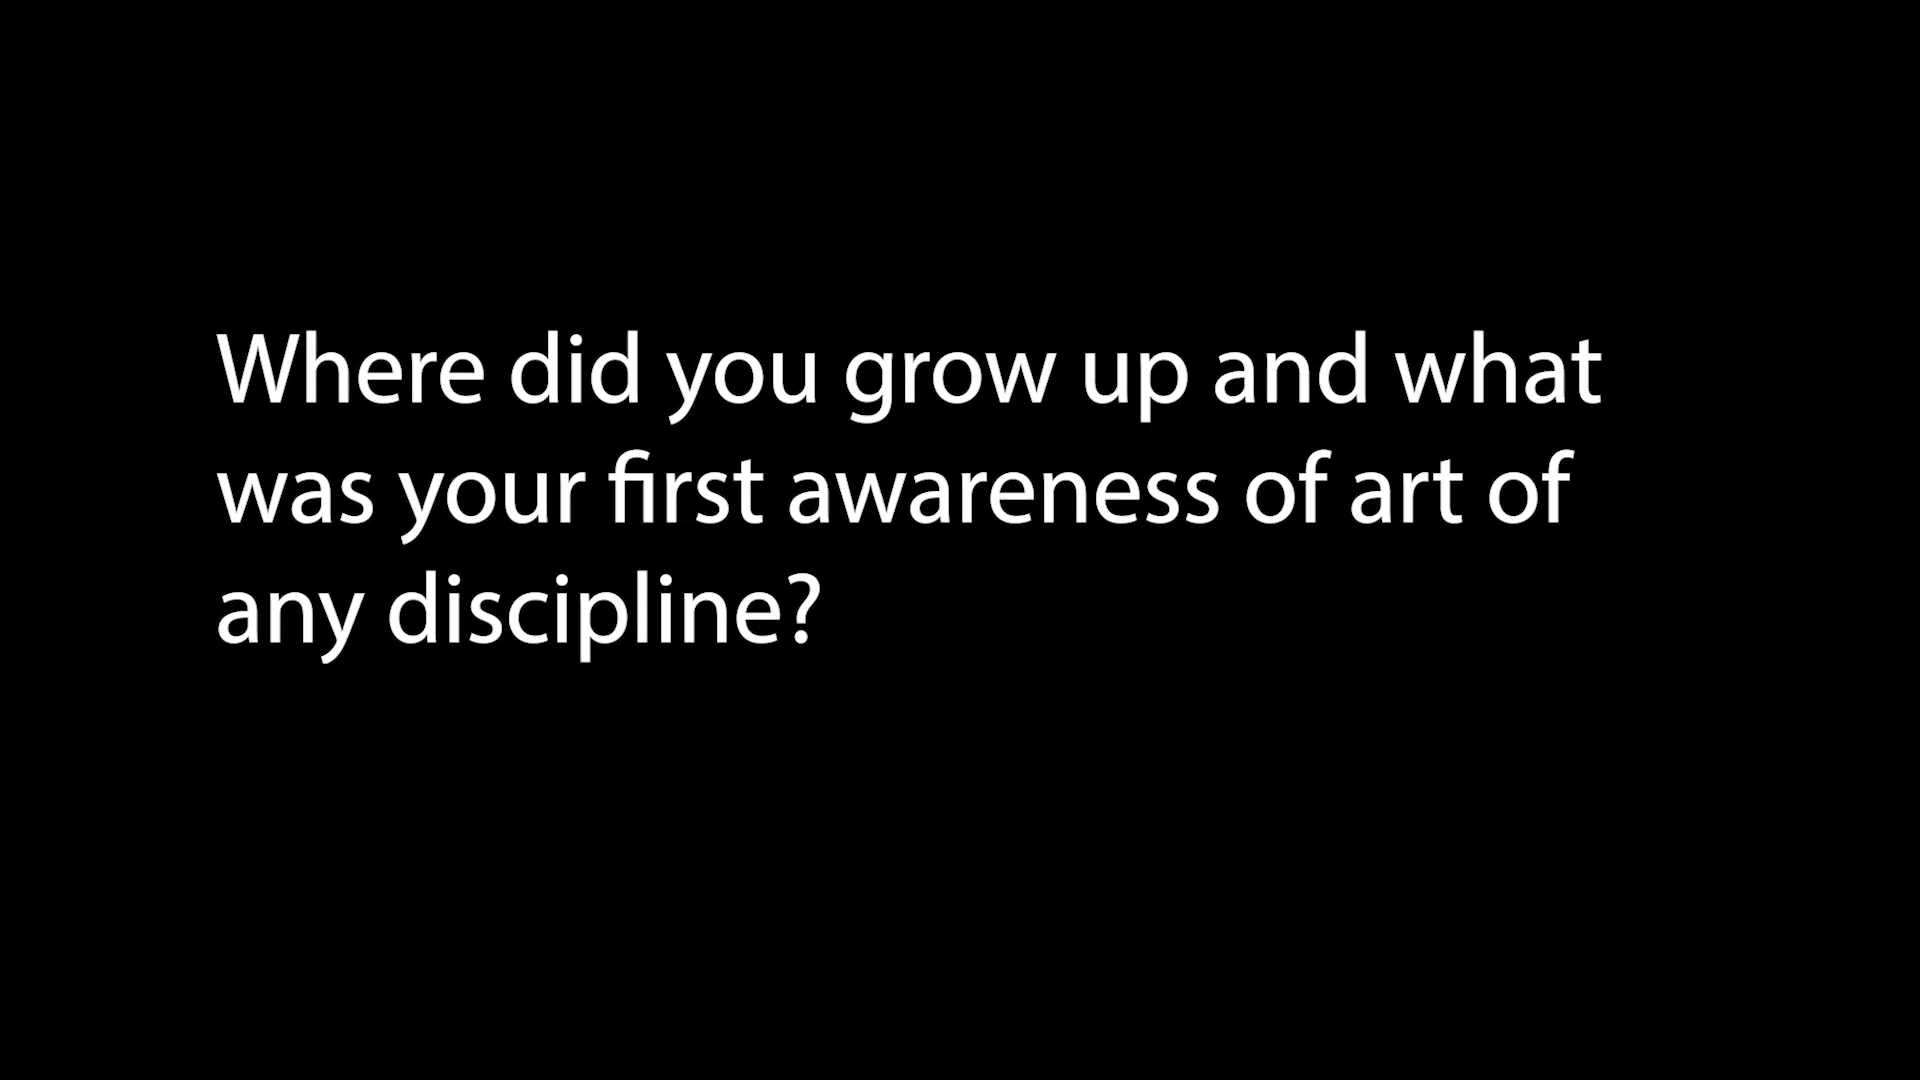 Where did you grow up and what
was your first awareness of art of
any discipline?